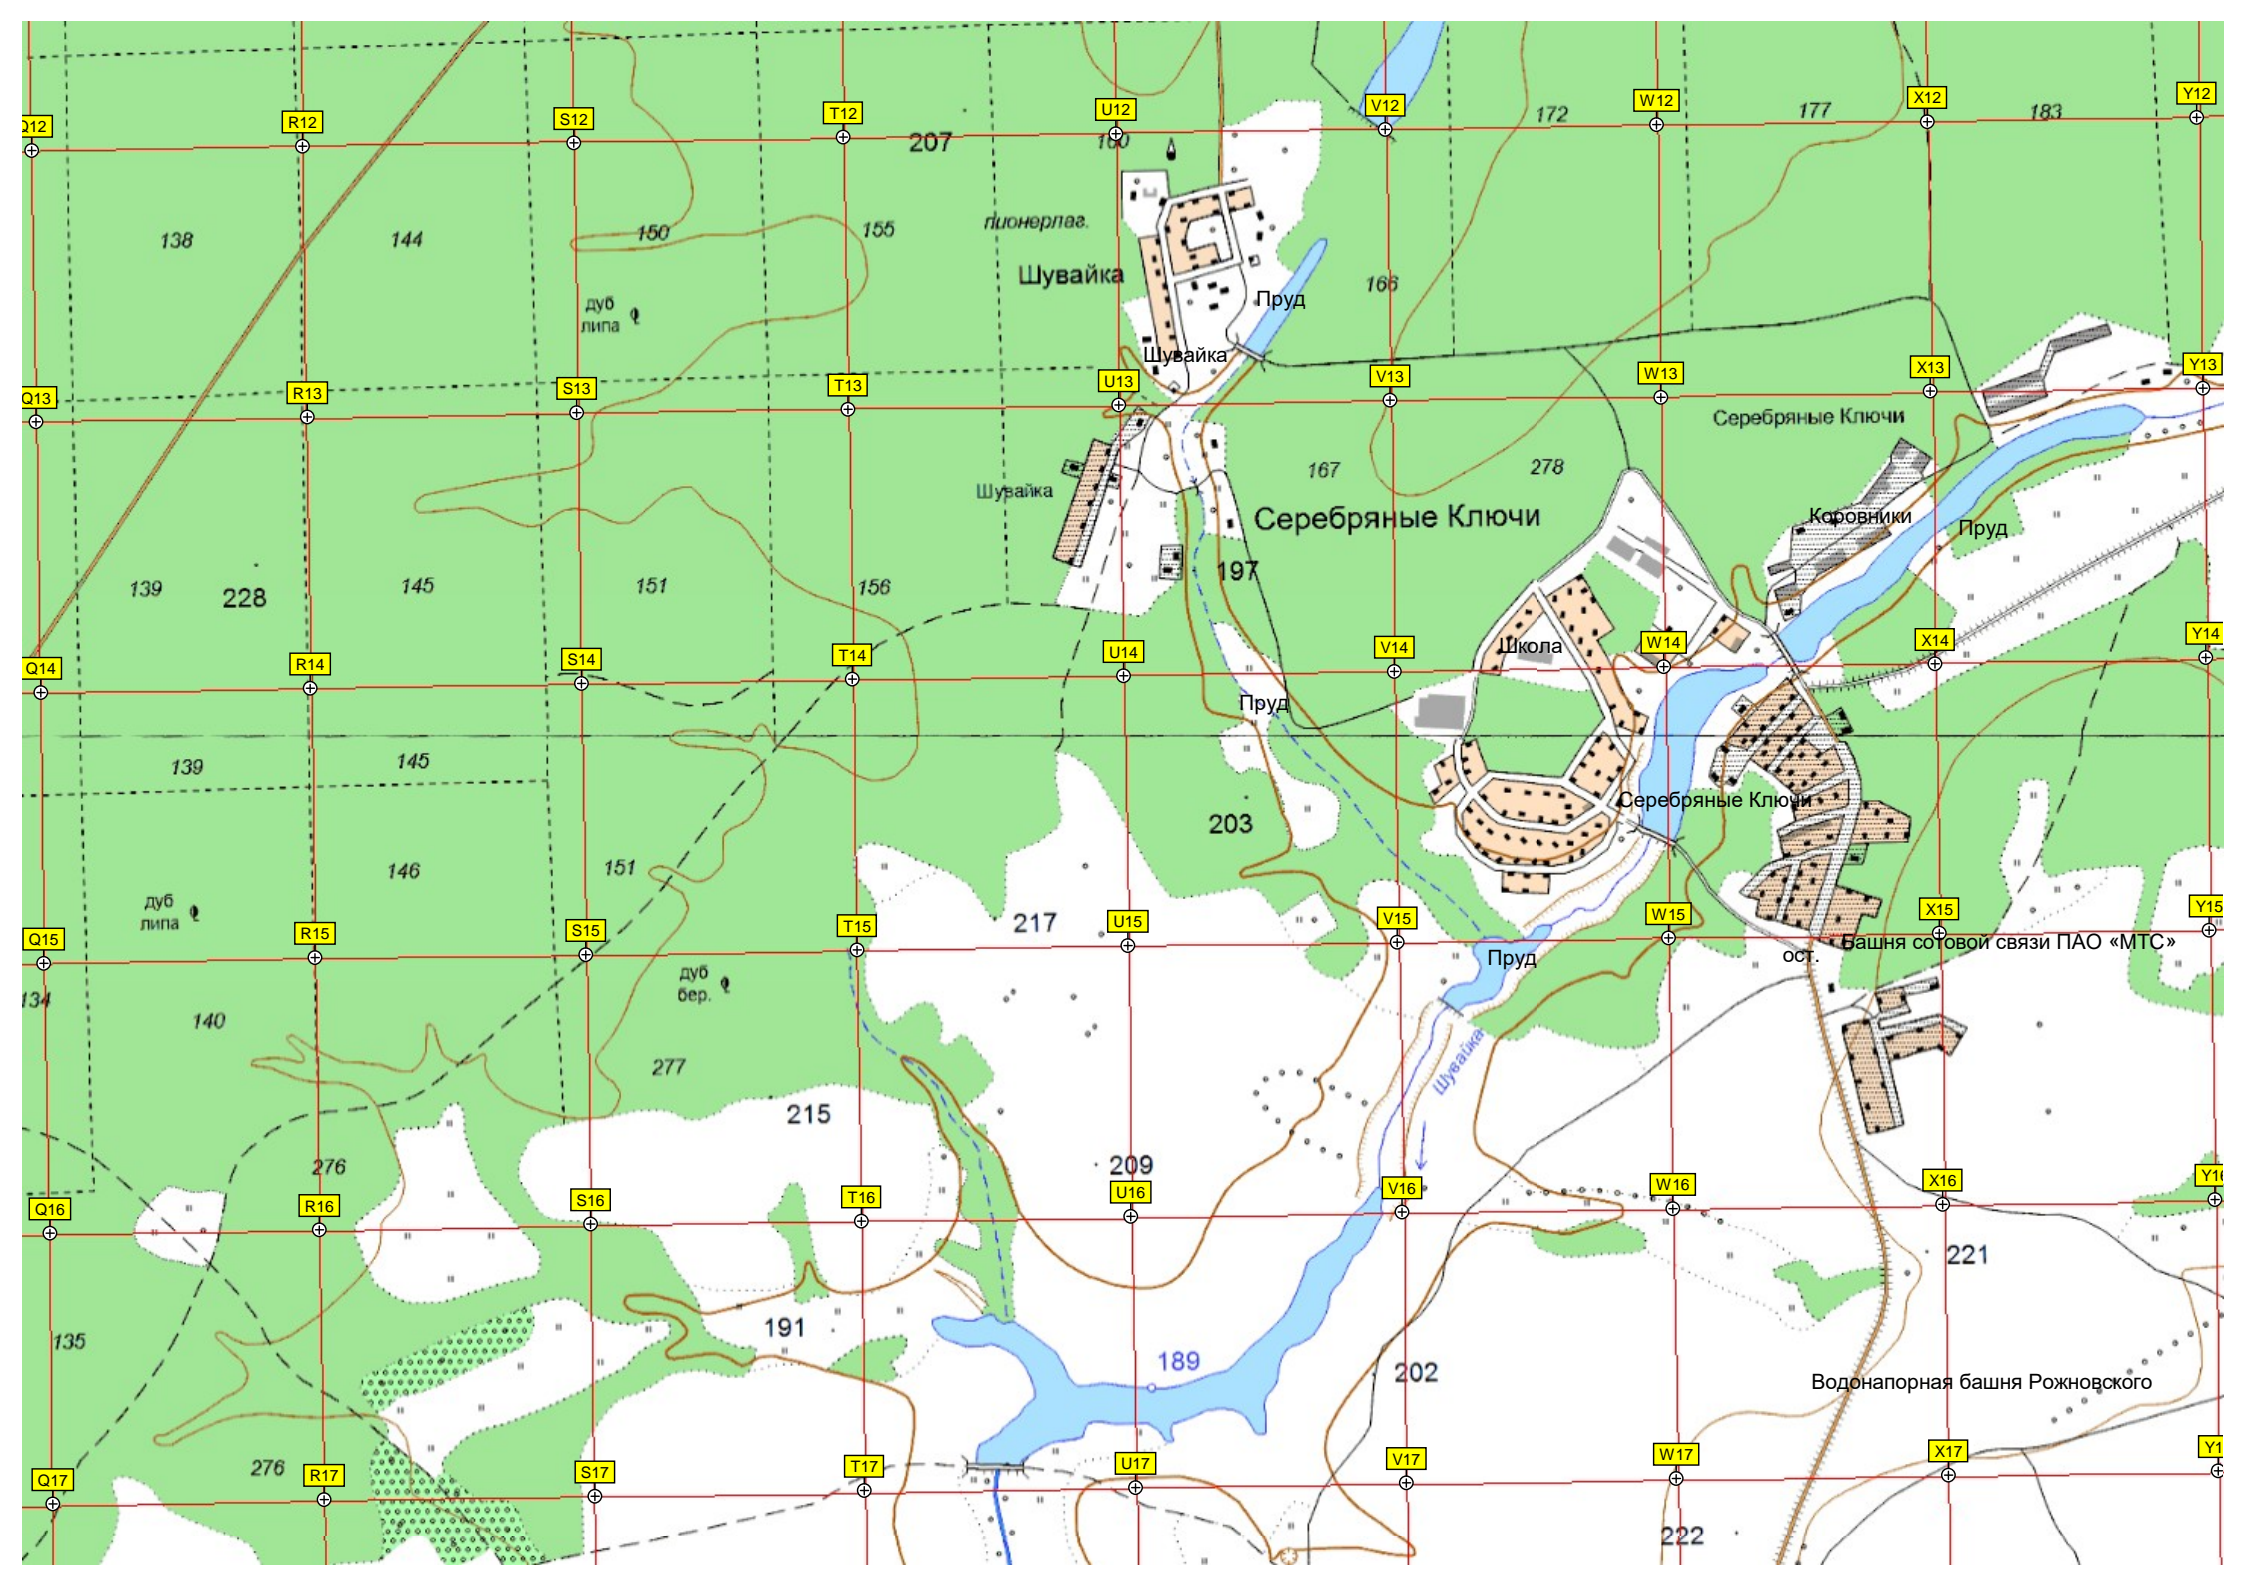 Q12
R12
S12
T12
U12
V12
W12
X12
Y12
207
160
172
177
183
138
144
150
155
пионерлаг.
166
Шувайка
Пруд
дуб
липа
Шувайка
Q13
R13
S13
T13
U13
V13
W13
X13
Y13
Серебряные Ключи
167
278
Шувайка
Серебряные Ключи
Коровники
Пруд
197
139
228
145
151
156
Школа
Q14
R14
S14
T14
U14
V14
W14
X14
Y14
Пруд
139
145
203
Серебряные Ключи
146
151
дуб
липа
217
Q15
R15
S15
T15
U15
V15
W15
X15
Y15
Башня сотовой связи ПАО «МТС»
ост.
Пруд
дуб
бер.
134
140
277
Шувайка
215
276
209
Q16
R16
S16
T16
U16
V16
W16
X16
Y16
221
135
191
189
202
Водонапорная башня Рожновского
276
Q17
R17
S17
T17
U17
V17
W17
X17
Y1
222